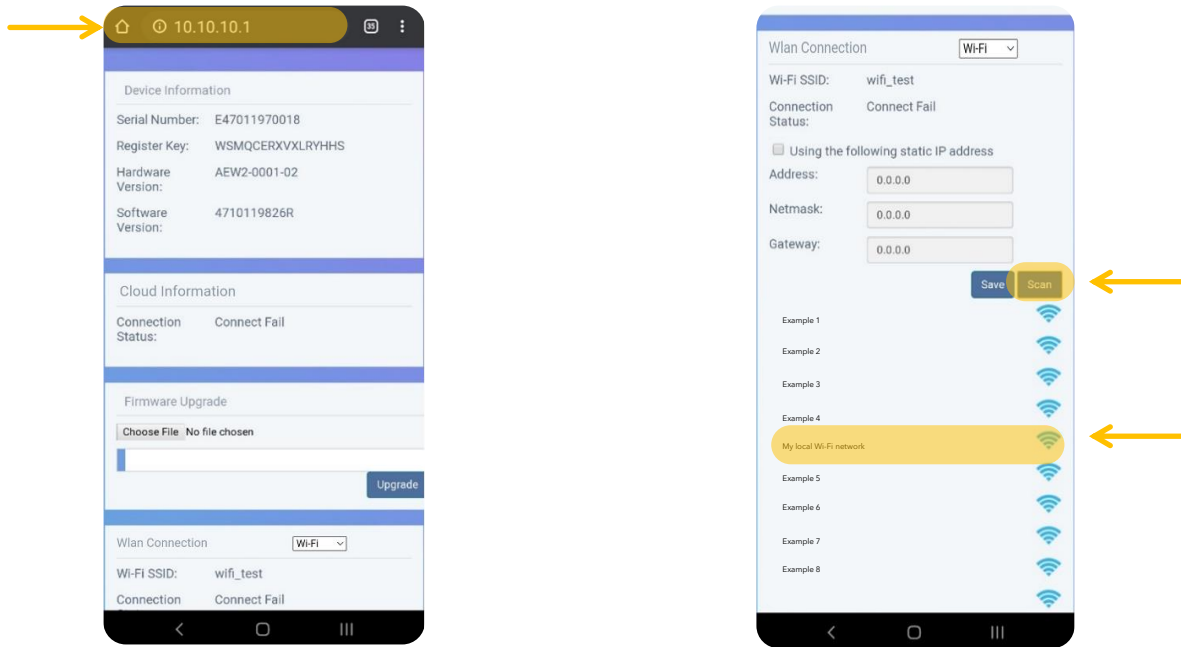 10.10.10.1
35
Device Information
Serial Number: E47011970018
Register Key: WSMQCERXVXLRYHHS
Hardware AEW2-0001-02
Version:
Software 4710119826R
Version:
Cloud Information
Connection Connect Fail
Status:
Firmware Upgrade
Choose File No file chosen
Upgrade
Wlan Connection Wi-Fi
Wi-Fi SSID: wifi_test
Connection Connect Fail
Wlan Connection Wi-Fi
Wi-Fi SSID: wifi_test
Connection Connect Fail
Status:
Using the following static IP address
Address: 0.0.0.0
Netmask: 0.0.0.0
Gateway: 0.0.0.0
Save Scan
Example 1
Example 2
Example 3
Example 4
My local Wi-Fi network
Example 5
Example 6
Example 7
Example 8